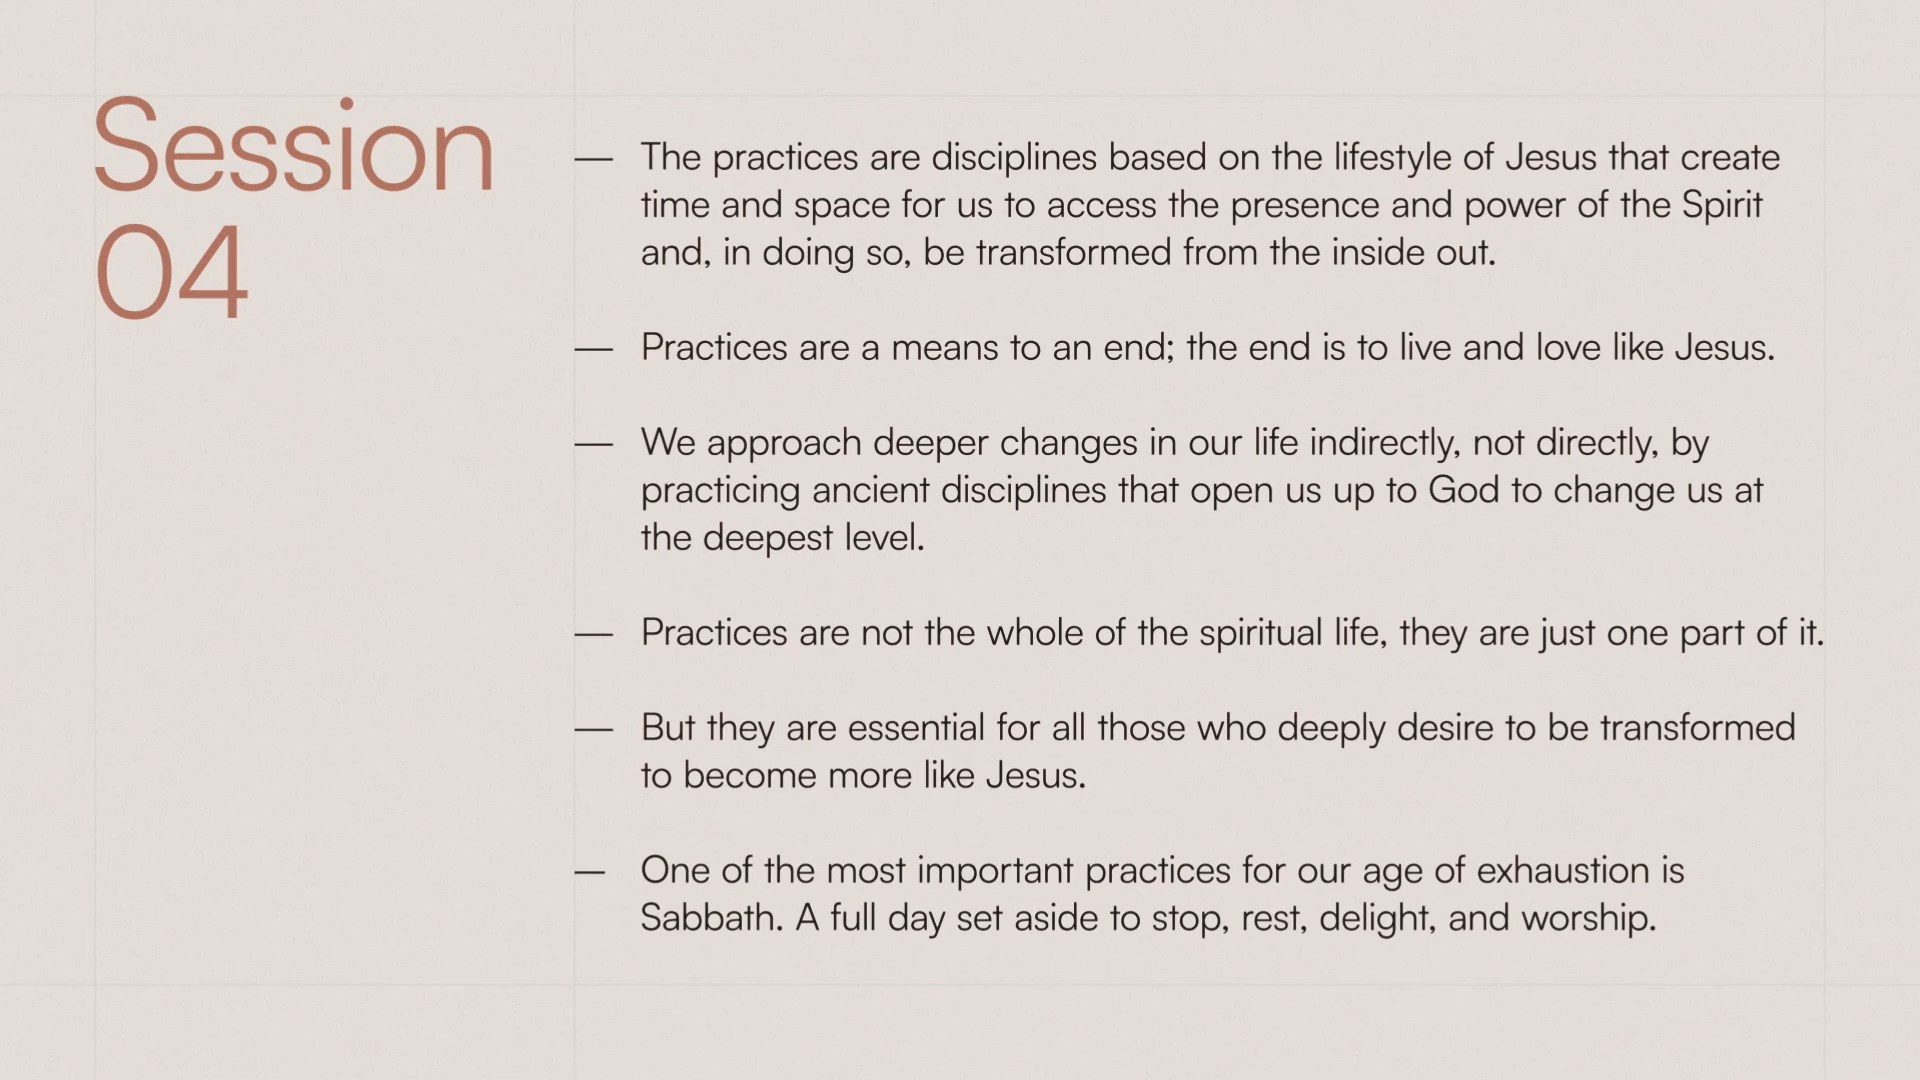 Session
04
— The practices are disciplines based on the lifestyle of Jesus that create
time and space for us to access the presence and power of the Spirit
and, in doing so, be transformed from the inside out.
— Practices are a means to an end; the end is to live and love like Jesus.
— We approach deeper changes in our life indirectly, not directly, by
practicing ancient disciplines that open us up to God to change us at
the deepest level.
— Practices are not the whole of the spiritual life, they are just one part of it.
— But they are essential for all those who deeply desire to be transformed
to become more like Jesus.
— One of the most important practices for our age of exhaustion is
Sabbath. A full day set aside to stop, rest, delight, and worship.